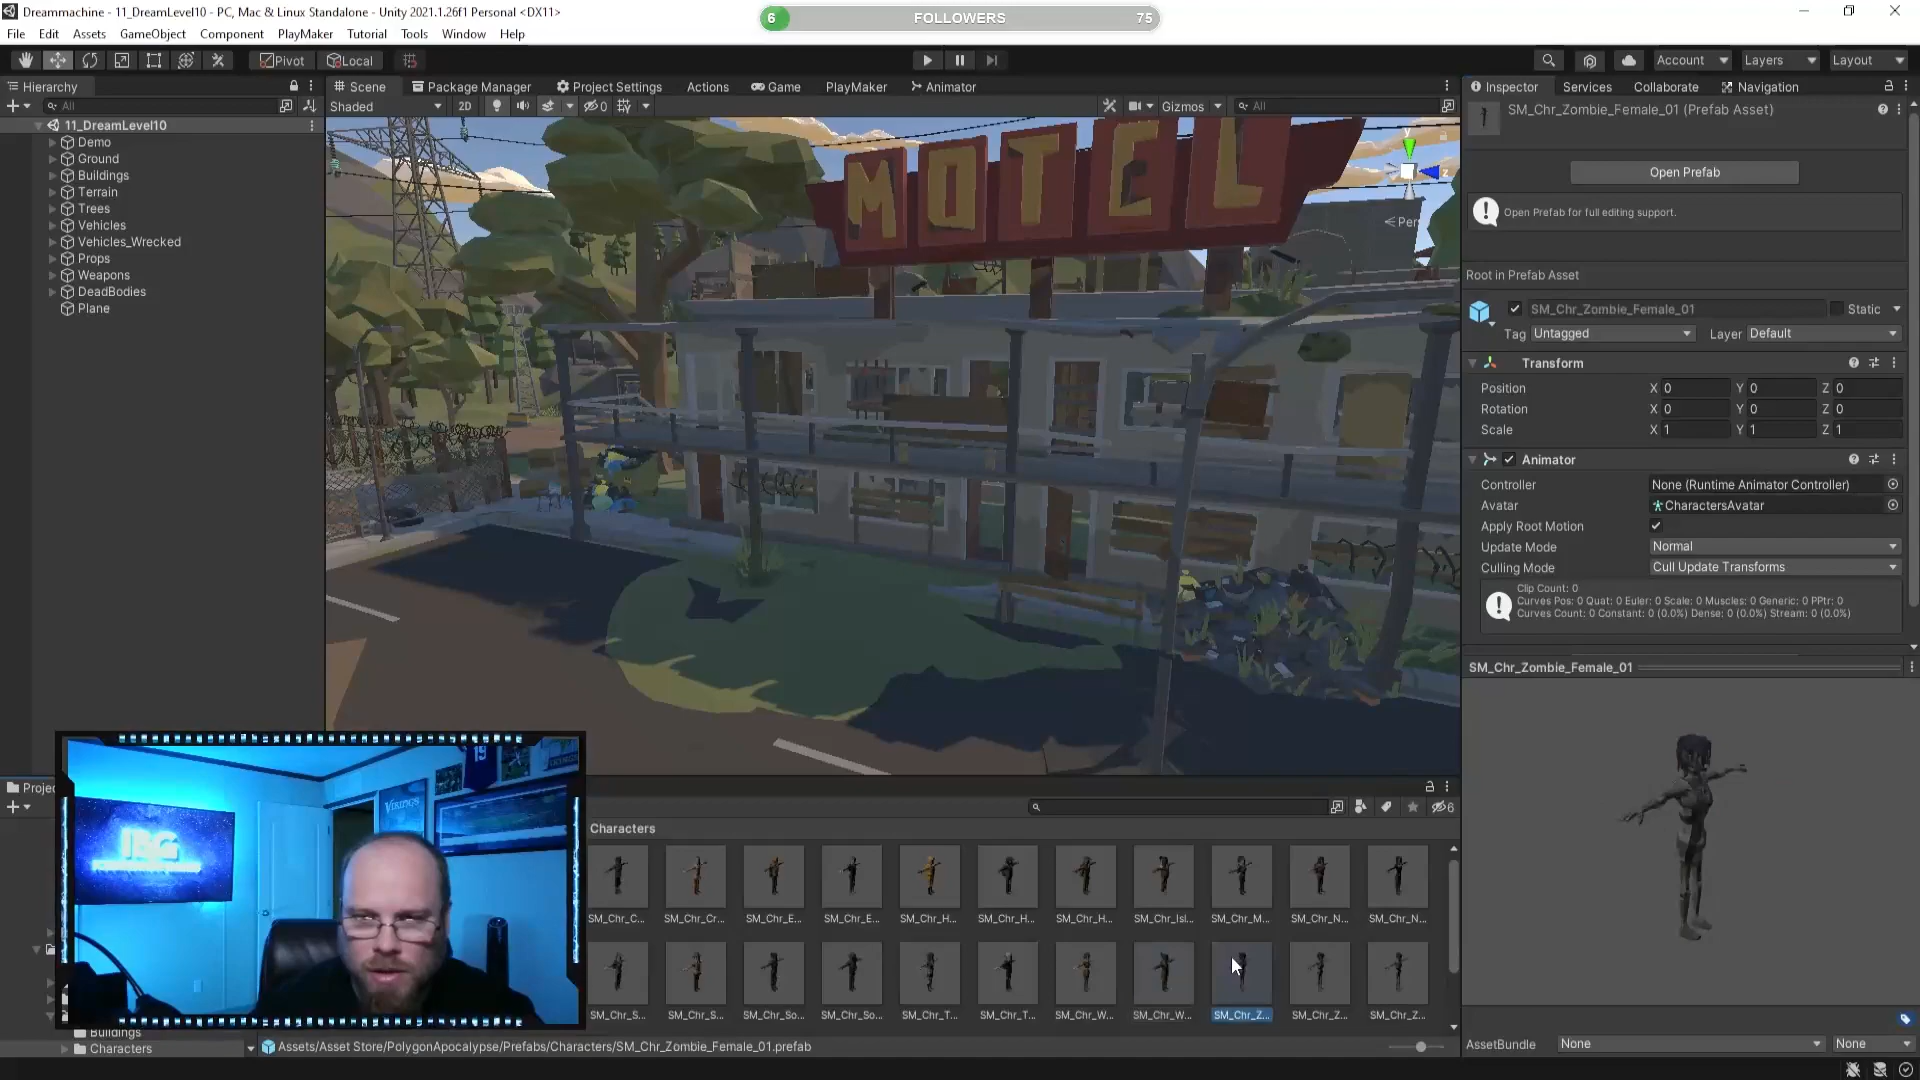 Dreammachine - 11_DreamLevel10 - PC, Mac & Linux Standalone - Unity 2021.1.26f1 Personal <DX11>
6 FOLLOWERS 75
File Edit Assets GameObject Component PlayMaker Tutorial Tools Window Help
Pivot Local Account Layers Layout
Hierarchy
All
11_DreamLevel10
Demo
Ground
Buildings
Terrain
Trees
Vehicles
Vehicles_Wrecked
Props
Weapons
DeadBodies
Plane
Scene Package Manager Project Settings Actions Game PlayMaker Animator
Shaded 2D 0 Gizmos All
MOTEL
y
z
Pers
Inspector Services Collaborate Navigation
SM_Chr_Zombie_Female_01 (Prefab Asset)
Open Prefab
Open Prefab for full editing support.
Root in Prefab Asset
SM_Chr_Zombie_Female_01 Static
Tag Untagged Layer Default
Transform
Position X 0 Y 0 Z 0
Rotation X 0 Y 0 Z 0
Scale X 1 Y 1 Z 1
Animator
Controller None (Runtime Animator Controller)
Avatar CharactersAvatar
Apply Root Motion
Update Mode Normal
Culling Mode Cull Update Transforms
Clip Count: 0
Curves Pos: 0 Quat: 0 Euler: 0 Scale: 0 Muscles: 0 Generic: 0 PPtr: 0
Curves Count: 0 Constant: 0 (0.0%) Dense: 0 (0.0%) Stream: 0 (0.0%)
SM_Chr_Zombie_Female_01
AssetBundle None None
Projec
6
Characters
SM_Chr_C... SM_Chr_Cr... SM_Chr_E... SM_Chr_E... SM_Chr_H... SM_Chr_H... SM_Chr_H... SM_Chr_Isl... SM_Chr_M... SM_Chr_N... SM_Chr_N...
SM_Chr_S... SM_Chr_S... SM_Chr_So... SM_Chr_So... SM_Chr_T... SM_Chr_T... SM_Chr_W... SM_Chr_W... SM_Chr_Z... SM_Chr_Z... SM_Chr_Z...
Buildings
Characters
Assets/Asset Store/PolygonApocalypse/Prefabs/Characters/SM_Chr_Zombie_Female_01.prefab
19
VIKINGS
IBG